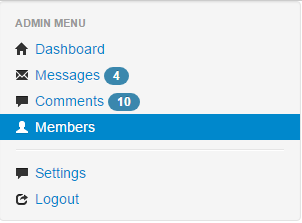 ADMIN MENU
Dashboard
Messages 4
Comments 10
Members
Settings
Logout